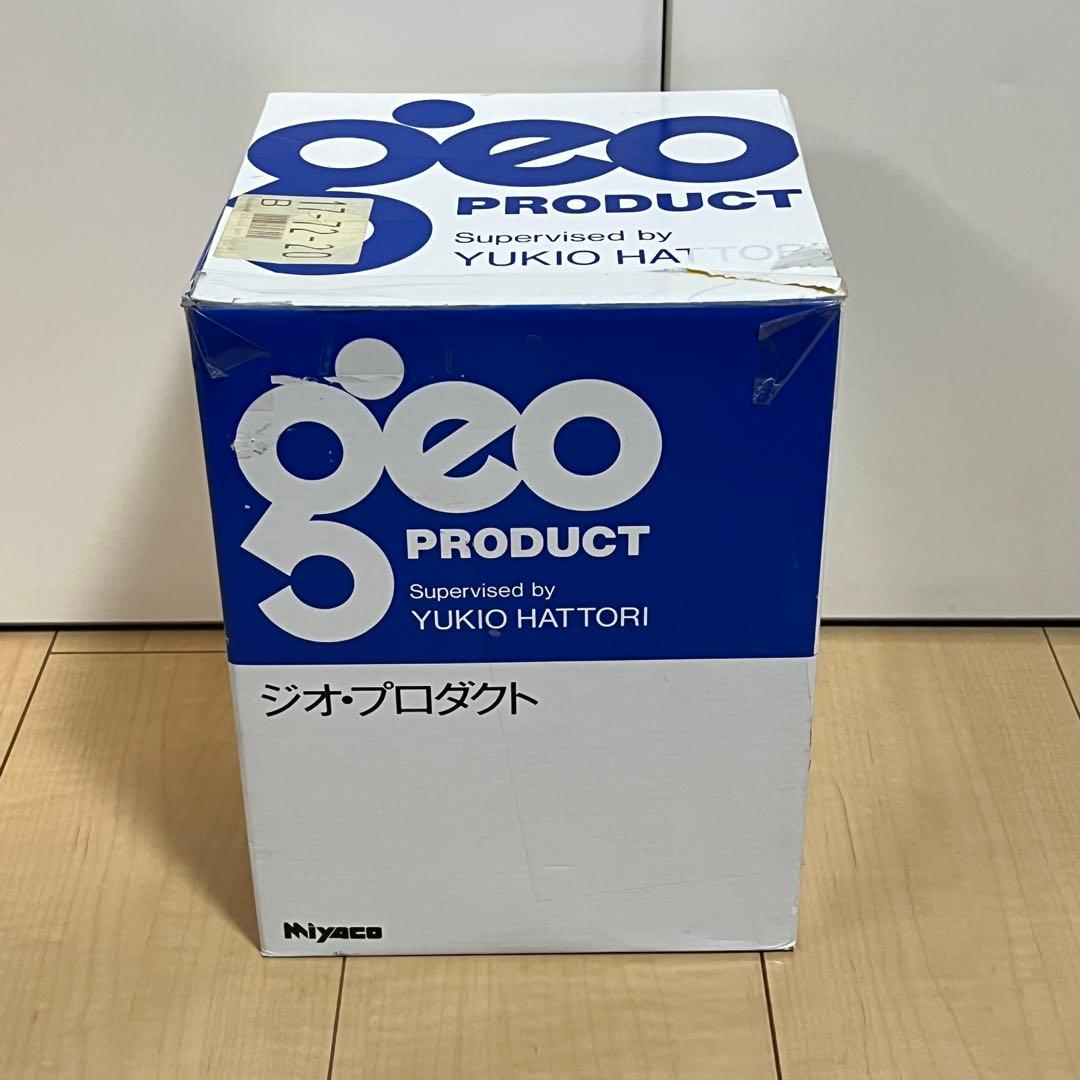 geo
PRODUCT
Supervised by
YUKIO HATTORI
17-72-20
B
geo
PRODUCT
Supervised by
YUKIO HATTORI
ジオ・プロダクト
Miyaco